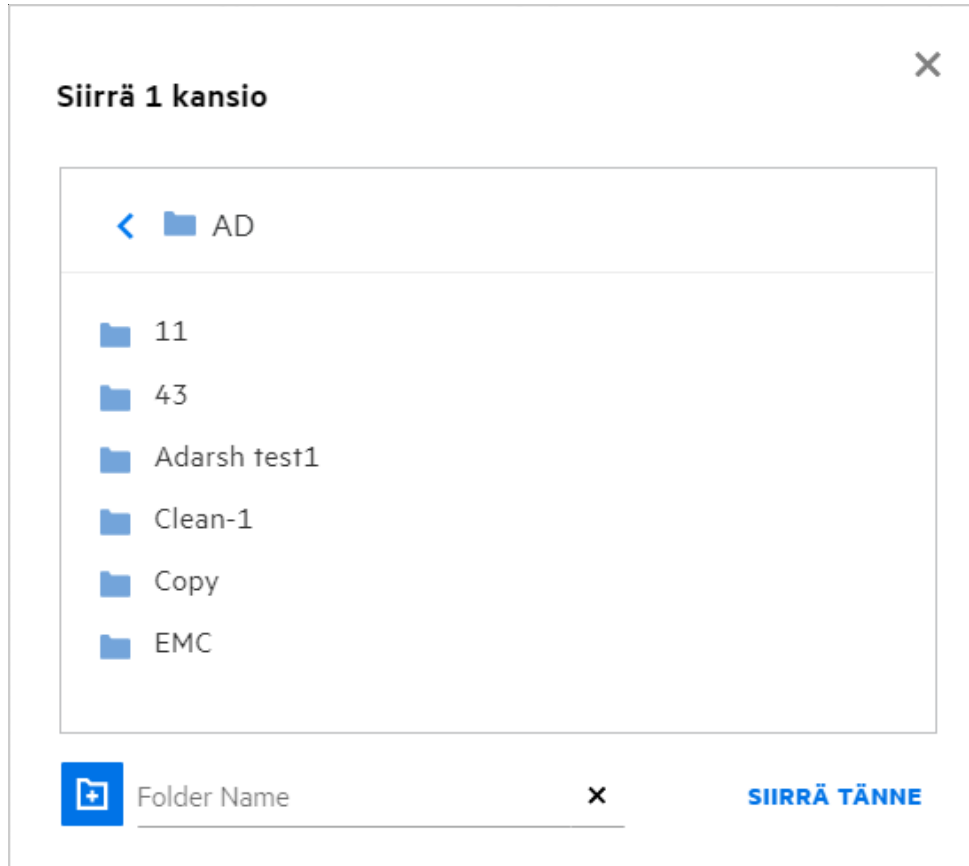 Siirrä 1 kansio
AD
11
43
Adarsh test1
Clean-1
Copy
EMC
Folder Name
SIIRRÄ TÄNNE